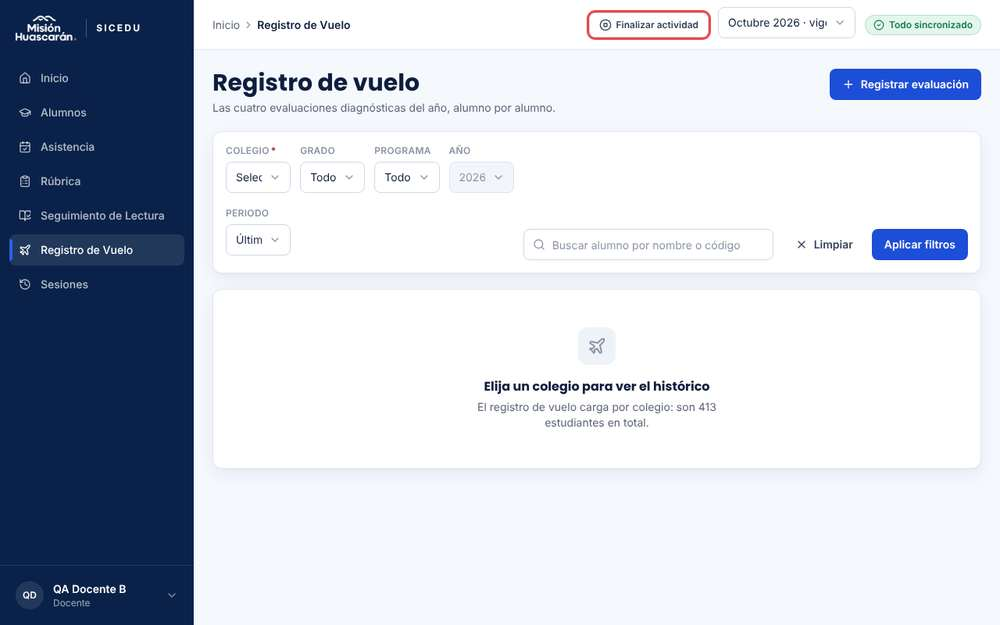 Misión
Huascarán.
SICEDU
Inicio
Alumnos
Asistencia
Rúbrica
Seguimiento de Lectura
Registro de Vuelo
Sesiones
QD
QA Docente B
Docente
Inicio > Registro de Vuelo
Finalizar actividad
Octubre 2026 · vige
Todo sincronizado
Registro de vuelo
Las cuatro evaluaciones diagnósticas del año, alumno por alumno.
+ Registrar evaluación
COLEGIO*
GRADO
PROGRAMA
AÑO
Selec
Todo
Todo
2026
PERIODO
Últim
Buscar alumno por nombre o código
Limpiar
Aplicar filtros
Elija un colegio para ver el histórico
El registro de vuelo carga por colegio: son 413
estudiantes en total.